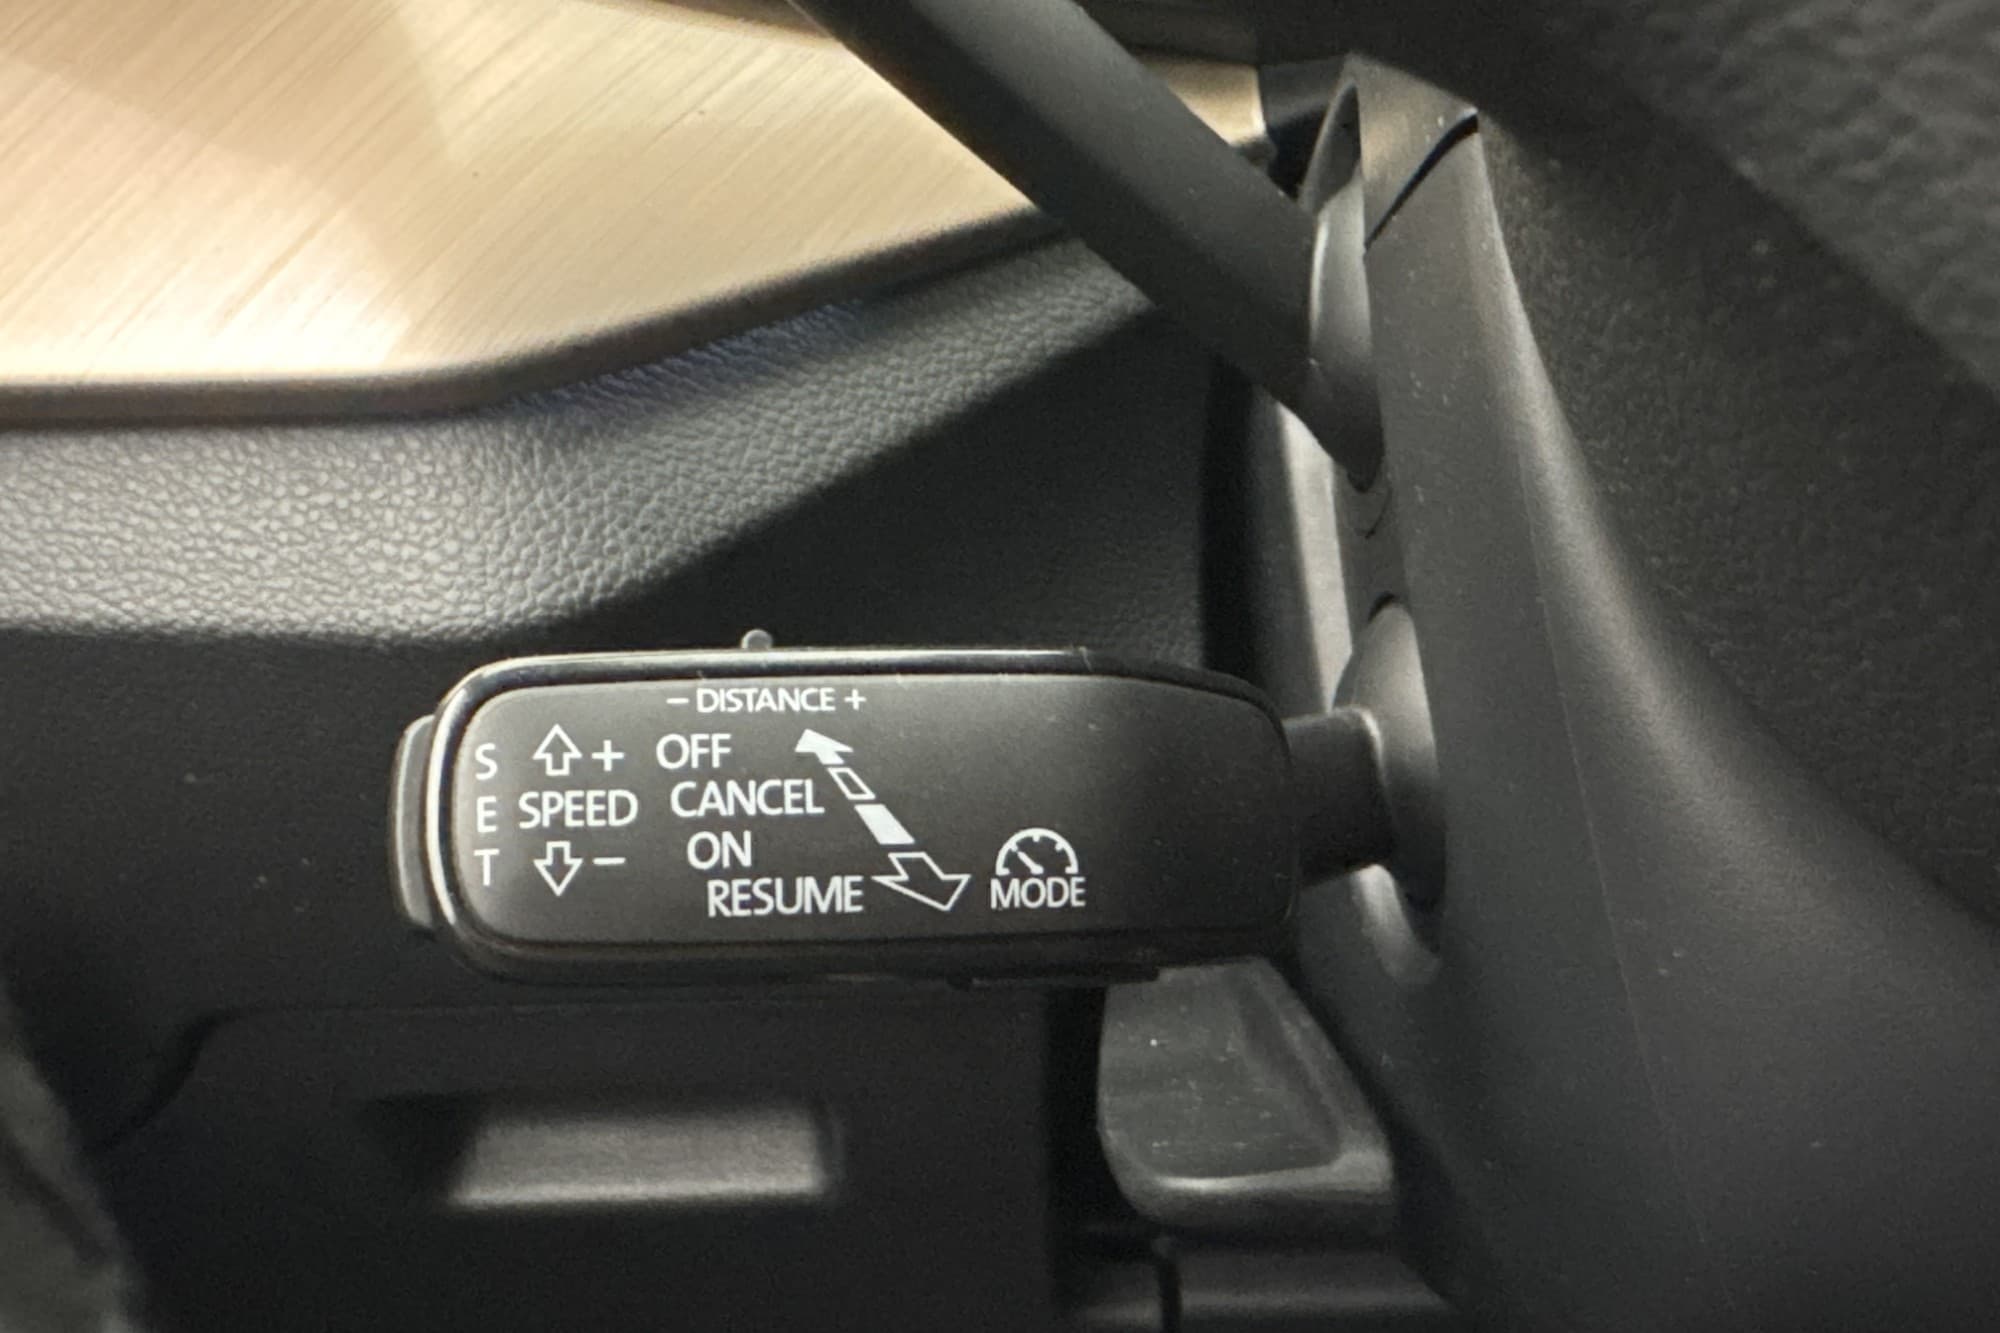 − DISTANCE +
S
E
T
+
SPEED
−
OFF
CANCEL
ON
RESUME
MODE